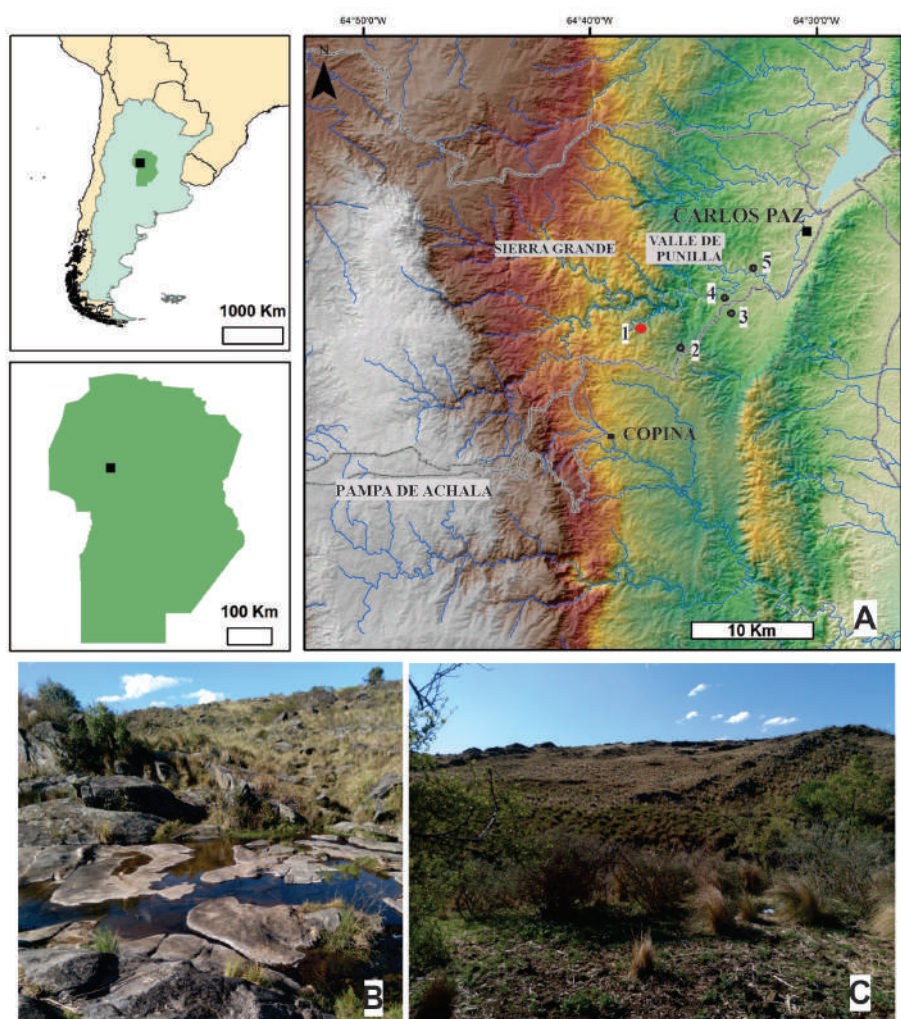 64°50'0"W
64°40'0"W
64°30'0"W
N
1000 Km
100 Km
CARLOS PAZ
SIERRA GRANDE
VALLE DE
PUNILLA
5
4
3
1
2
COPINA
PAMPA DE ACHALA
A
10 Km
B
C